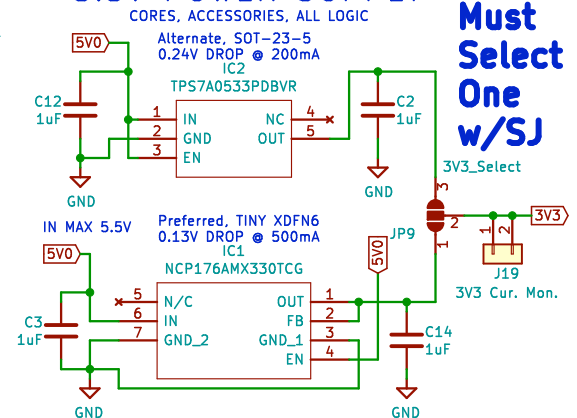 CORES, ACCESSORIES, ALL LOGIC
Must
Select
One
w/SJ
5V0
Alternate, SOT-23-5
0.24V DROP @ 200mA
IC2
TPS7A0533PDBVR
C12
1uF
1 IN
2 GND
3 EN
NC 4
OUT 5
C2
1uF
GND
GND
3V3_Select
3
2
1
JP9
3V3
1 2
J19
3V3 Cur. Mon.
IN MAX 5.5V
5V0
Preferred, TINY XDFN6
0.13V DROP @ 500mA
IC1
NCP176AMX330TCG
5V0
C3
1uF
5 N/C
6 IN
7 GND_2
OUT 1
FB 2
GND_1 3
EN 4
C14
1uF
GND
GND